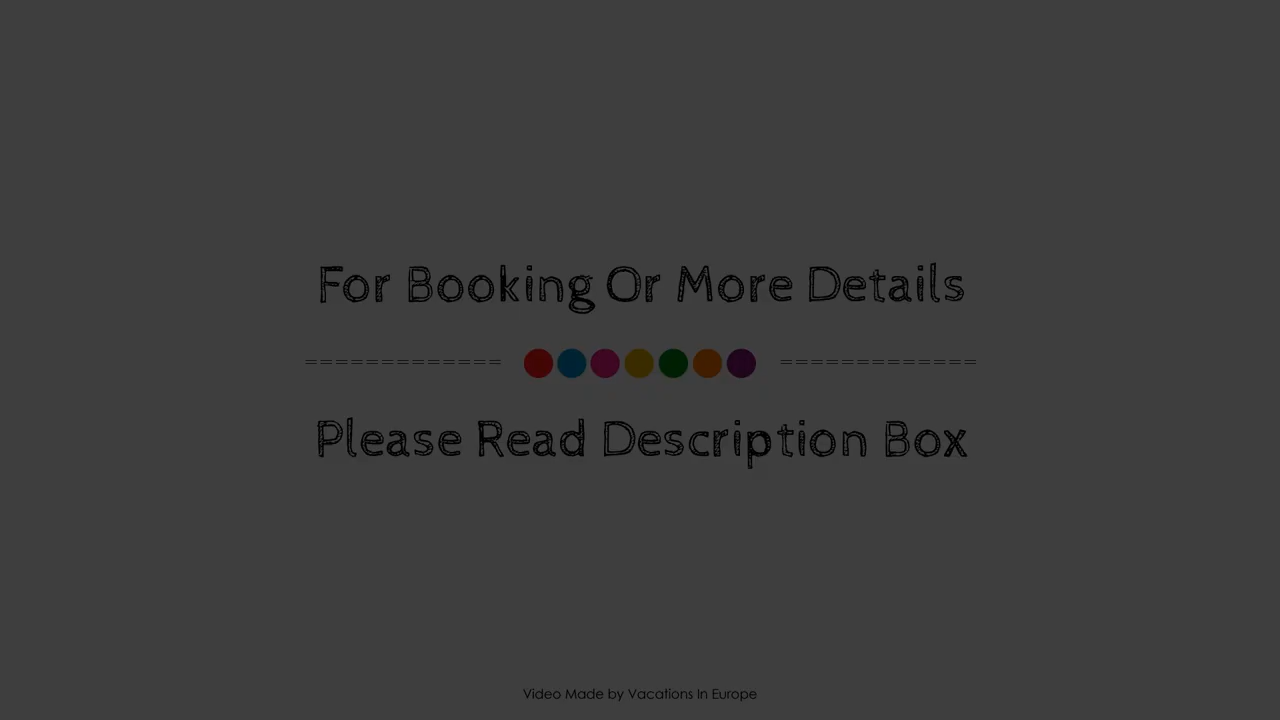 For Booking Or More Details
============= =============
Please Read Description Box
Video Made by Vacations In Europe